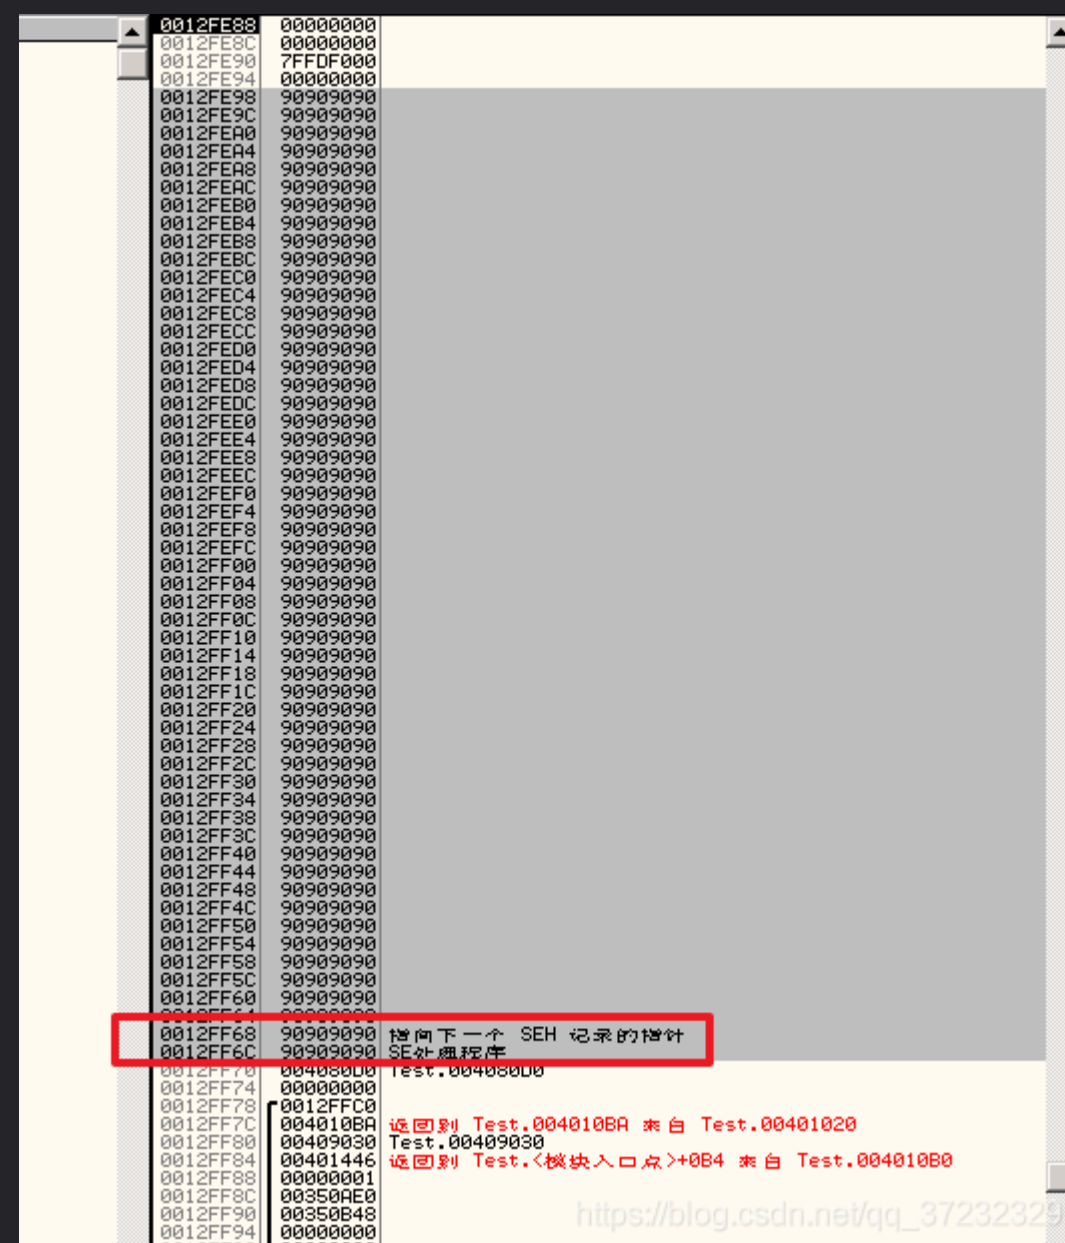 0012FE88 00000000
0012FE8C 00000000
0012FE90 7FFDF000
0012FE94 00000000
0012FE98 90909090
0012FE9C 90909090
0012FEA0 90909090
0012FEA4 90909090
0012FEA8 90909090
0012FEAC 90909090
0012FEB0 90909090
0012FEB4 90909090
0012FEB8 90909090
0012FEBC 90909090
0012FEC0 90909090
0012FEC4 90909090
0012FEC8 90909090
0012FECC 90909090
0012FED0 90909090
0012FED4 90909090
0012FED8 90909090
0012FEDC 90909090
0012FEE0 90909090
0012FEE4 90909090
0012FEE8 90909090
0012FEEC 90909090
0012FEF0 90909090
0012FEF4 90909090
0012FEF8 90909090
0012FEFC 90909090
0012FF00 90909090
0012FF04 90909090
0012FF08 90909090
0012FF0C 90909090
0012FF10 90909090
0012FF14 90909090
0012FF18 90909090
0012FF1C 90909090
0012FF20 90909090
0012FF24 90909090
0012FF28 90909090
0012FF2C 90909090
0012FF30 90909090
0012FF34 90909090
0012FF38 90909090
0012FF3C 90909090
0012FF40 90909090
0012FF44 90909090
0012FF48 90909090
0012FF4C 90909090
0012FF50 90909090
0012FF54 90909090
0012FF58 90909090
0012FF5C 90909090
0012FF60 90909090
0012FF68 90909090 指向下一个 SEH 记录的指针
0012FF6C 90909090 SE处理程序
0012FF70 004080D0 Test.004080D0
0012FF74 00000000
0012FF78 0012FFC0
0012FF7C 004010BA 返回到 Test.004010BA 来自 Test.00401020
0012FF80 00409030 Test.00409030
0012FF84 00401446 返回到 Test.<模块入口点>+0B4 来自 Test.004010B0
0012FF88 00000001
0012FF8C 00350AE0
0012FF90 00350B48
0012FF94 00000000
https://blog.csdn.net/qq_37232329